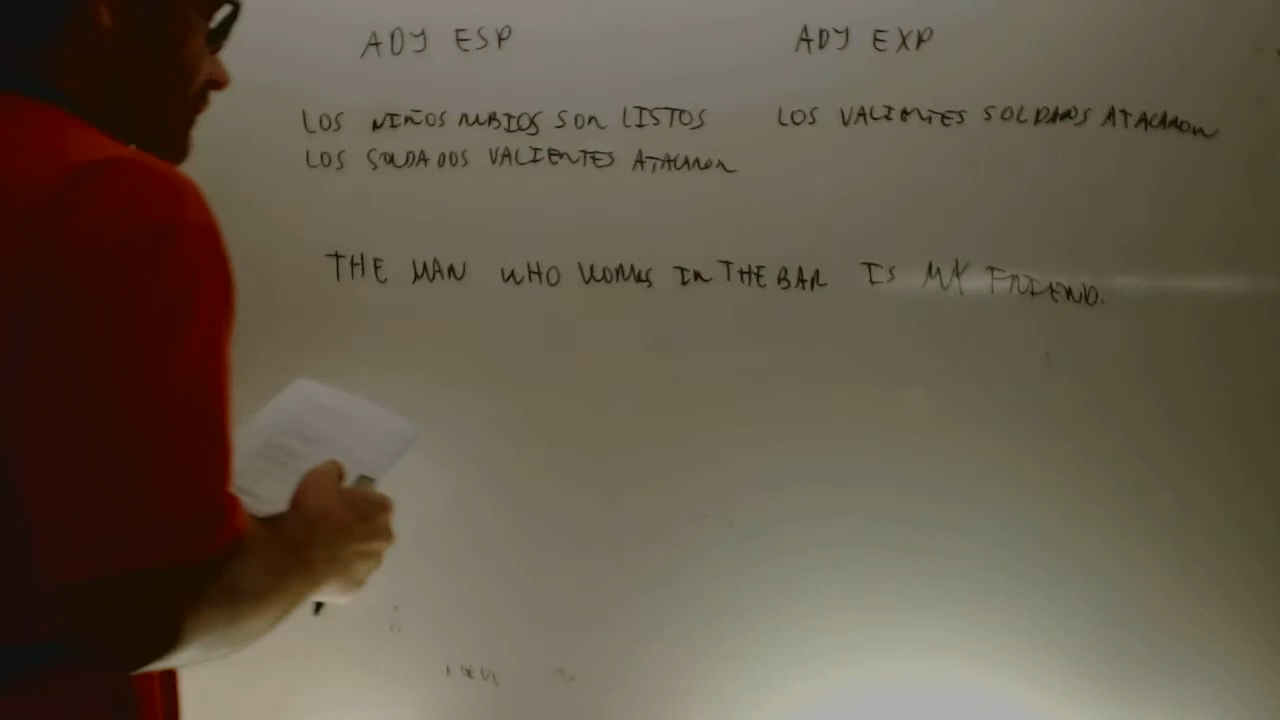 ADJ ESP
ADJ EXP
LOS NIÑOS RUBIOS SON LISTOS
LOS VALIENTES SOLDADOS ATACARON
LOS SOLDADOS VALIENTES ATACARON
THE MAN WHO WORKS IN THE BAR IS MY FRIEND.